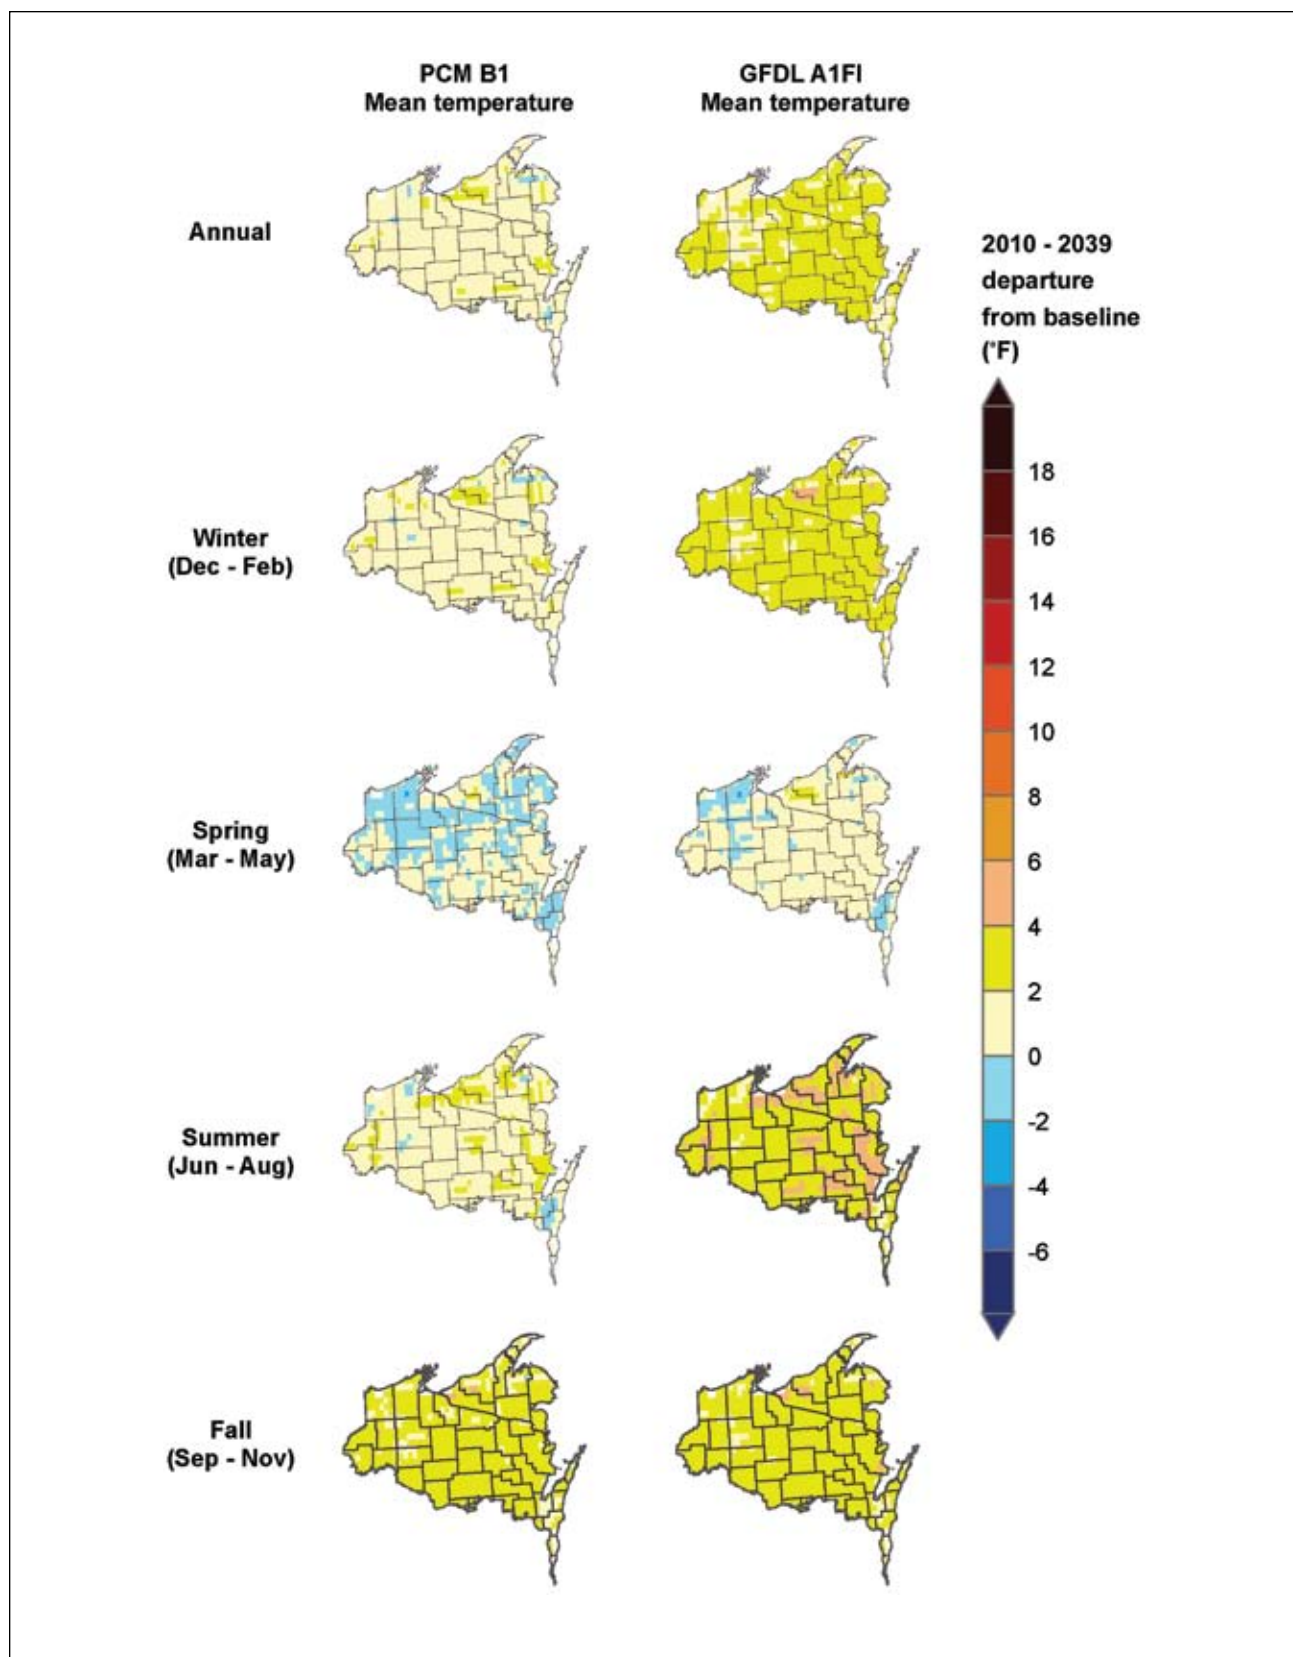 PCM B1
Mean temperature
GFDL A1FI
Mean temperature
Annual
Winter
(Dec - Feb)
Spring
(Mar - May)
Summer
(Jun - Aug)
Fall
(Sep - Nov)
2010 - 2039
departure
from baseline
(°F)
18
16
14
12
10
8
6
4
2
0
-2
-4
-6